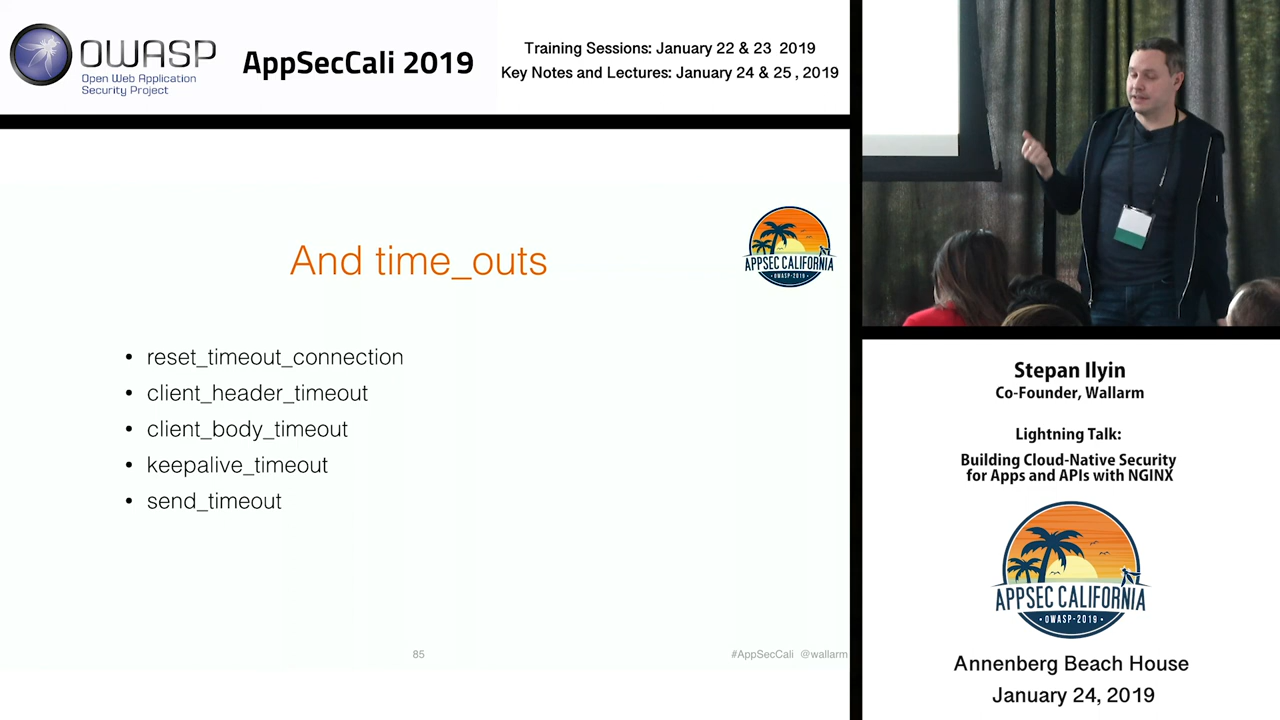 OWASP
Open Web Application
Security Project
AppSecCali 2019
Training Sessions: January 22 & 23 2019
Key Notes and Lectures: January 24 & 25 , 2019
And time_outs
APPSEC CALIFORNIA
OWASP-2019
• reset_timeout_connection
• client_header_timeout
• client_body_timeout
• keepalive_timeout
• send_timeout
85
#AppSecCali @wallarm
Stepan Ilyin
Co-Founder, Wallarm
Lightning Talk:
Building Cloud-Native Security
for Apps and APIs with NGINX
APPSEC CALIFORNIA
• OWASP-2019 •
Annenberg Beach House
January 24, 2019